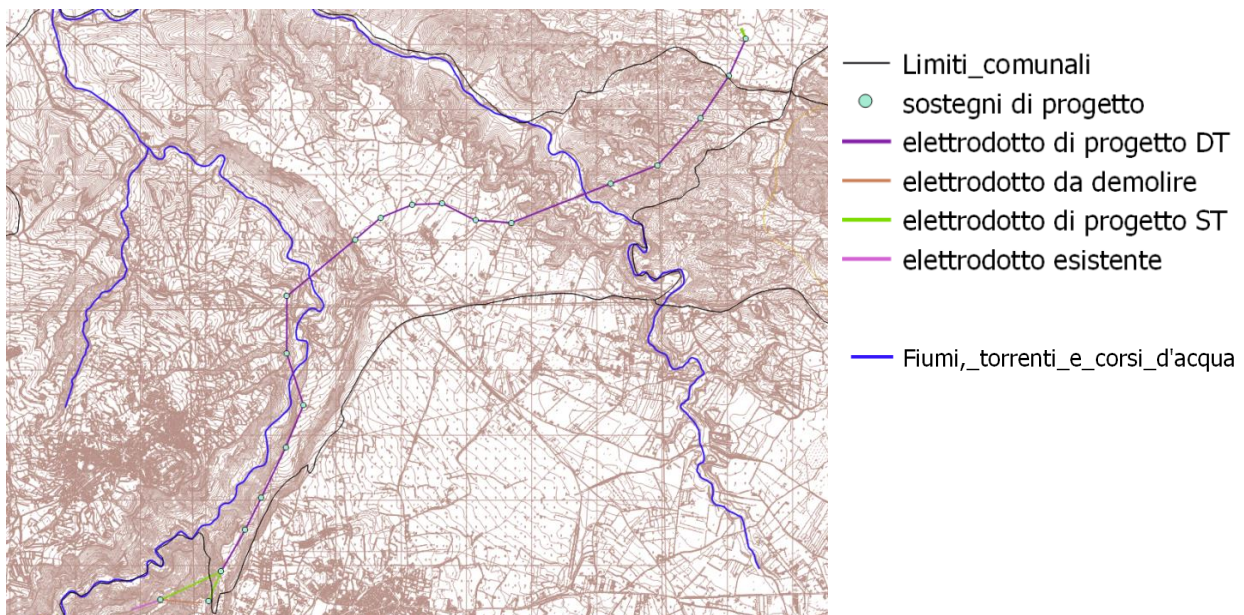 Limiti_comunali
sostegni di progetto
elettrodotto di progetto DT
elettrodotto da demolire
elettrodotto di progetto ST
elettrodotto esistente
Fiumi,_torrenti_e_corsi_d'acqua